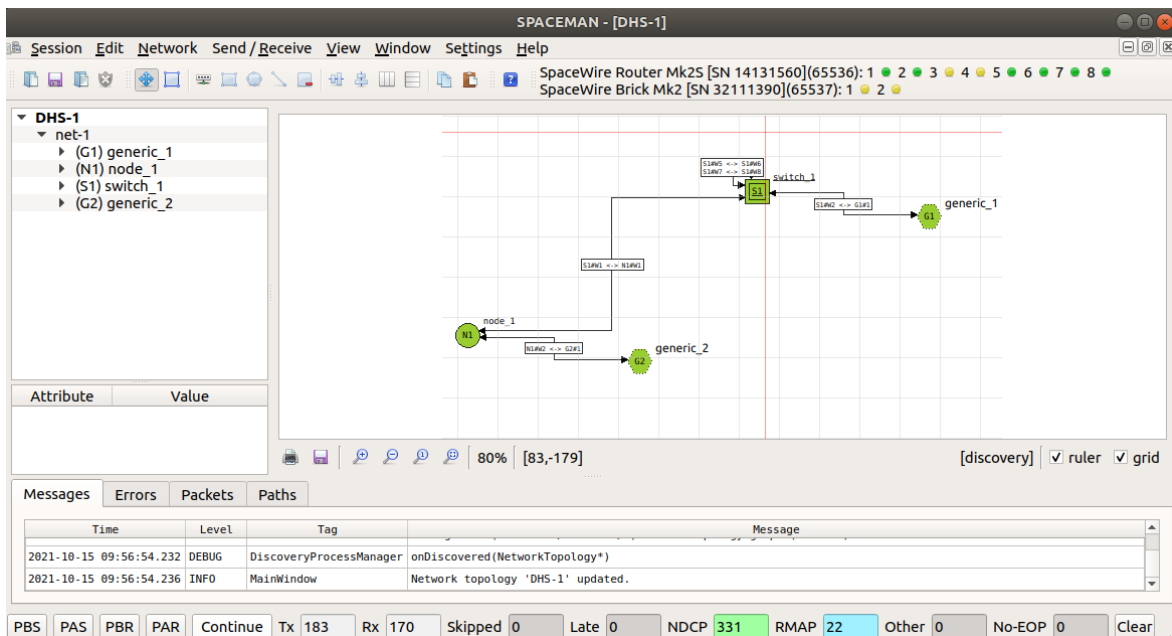 SPACEMAN - [DHS-1]
Session Edit Network Send / Receive View Window Settings Help
SpaceWire Router Mk2S [SN 14131560](65536): 1 2 3 4 5 6 7 8
SpaceWire Brick Mk2 [SN 32111390](65537): 1 2
DHS-1
net-1
(G1) generic_1
(N1) node_1
(S1) switch_1
(G2) generic_2
Attribute Value
S1#W5 <-> S1#W6
S1#W7 <-> S1#W8
switch_1
S1
S1#W2 <-> G1#1
generic_1
G1
S1#W1 <-> N1#W1
node_1
N1
N1#W2 <-> G2#1
generic_2
G2
80% [83,-179]
[discovery] ruler grid
Messages Errors Packets Paths
Time Level Tag Message
2021-10-15 09:56:54.232 DEBUG DiscoveryProcessManager onDiscovered(NetworkTopology*)
2021-10-15 09:56:54.236 INFO MainWindow Network topology 'DHS-1' updated.
PBS PAS PBR PAR Continue Tx 183 Rx 170 Skipped 0 Late 0 NDCP 331 RMAP 22 Other 0 No-EOP 0 Clear